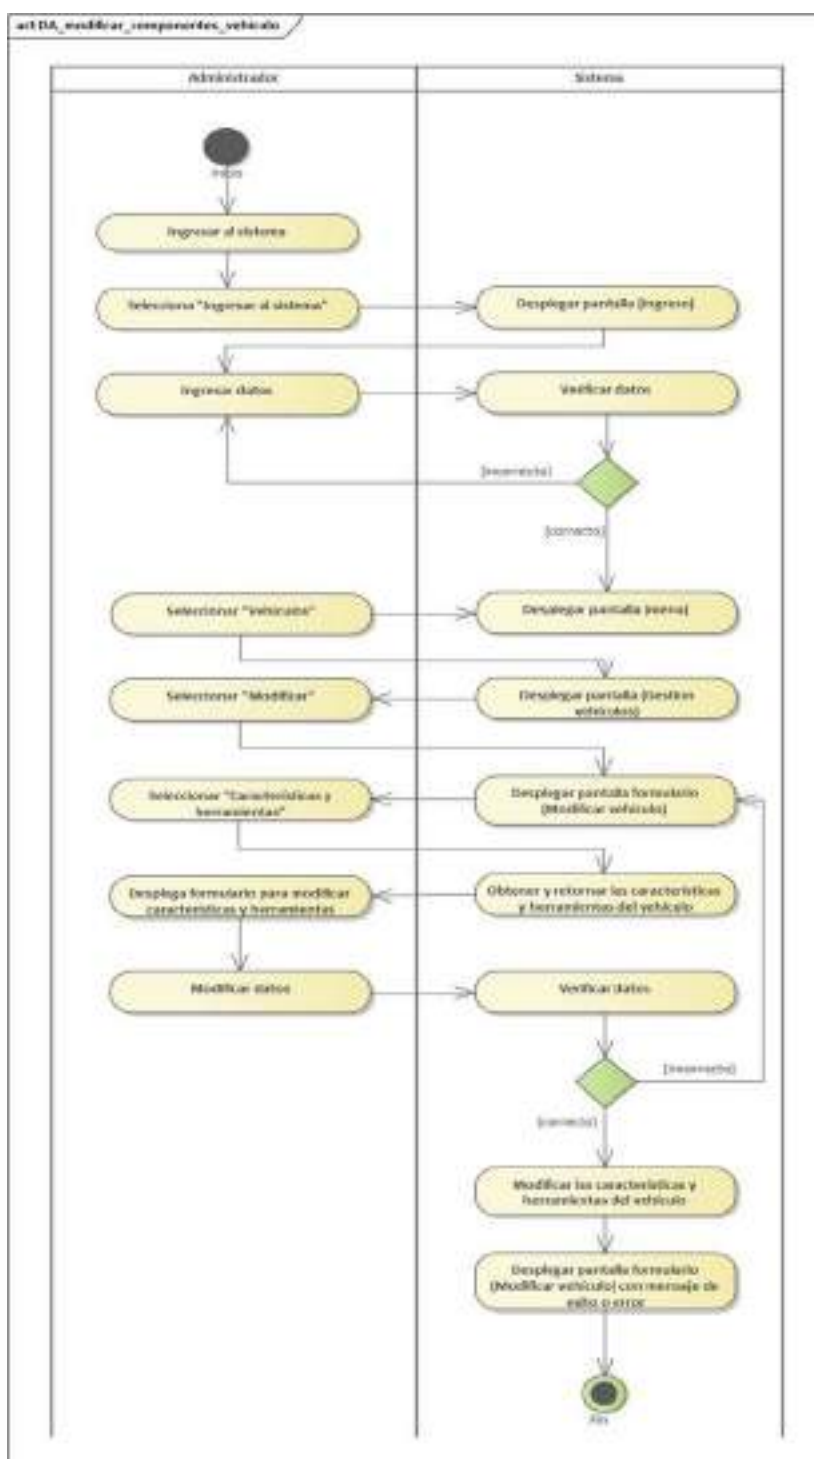 act DA_modificar_componentes_vehiculo
Administrador
Sistema
Inicio
Ingresar al sistema
Selecciona "Ingresar al sistema"
Desplegar pantalla (Ingreso)
Ingresar datos
Verificar datos
[incorrecto]
[correcto]
Seleccionar "Vehiculos"
Desplegar pantalla (menu)
Seleccionar "Modificar"
Desplegar pantalla (Gestion
vehiculos)
Seleccionar "Características y
herramientas"
Desplegar pantalla formulario
(Modificar vehículo)
Desplega formulario para modificar
características y herramientas
Obtener y retornar las características
y herramientas del vehículo
Modificar datos
Verificar datos
[incorrecto]
[correcto]
Modificar las características y
herramientas del vehículo
Desplegar pantalla formulario
(Modificar vehículo) con mensaje de
exito o error
Fin